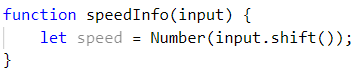 function speedInfo(input) {
    let speed = Number(input.shift());
}